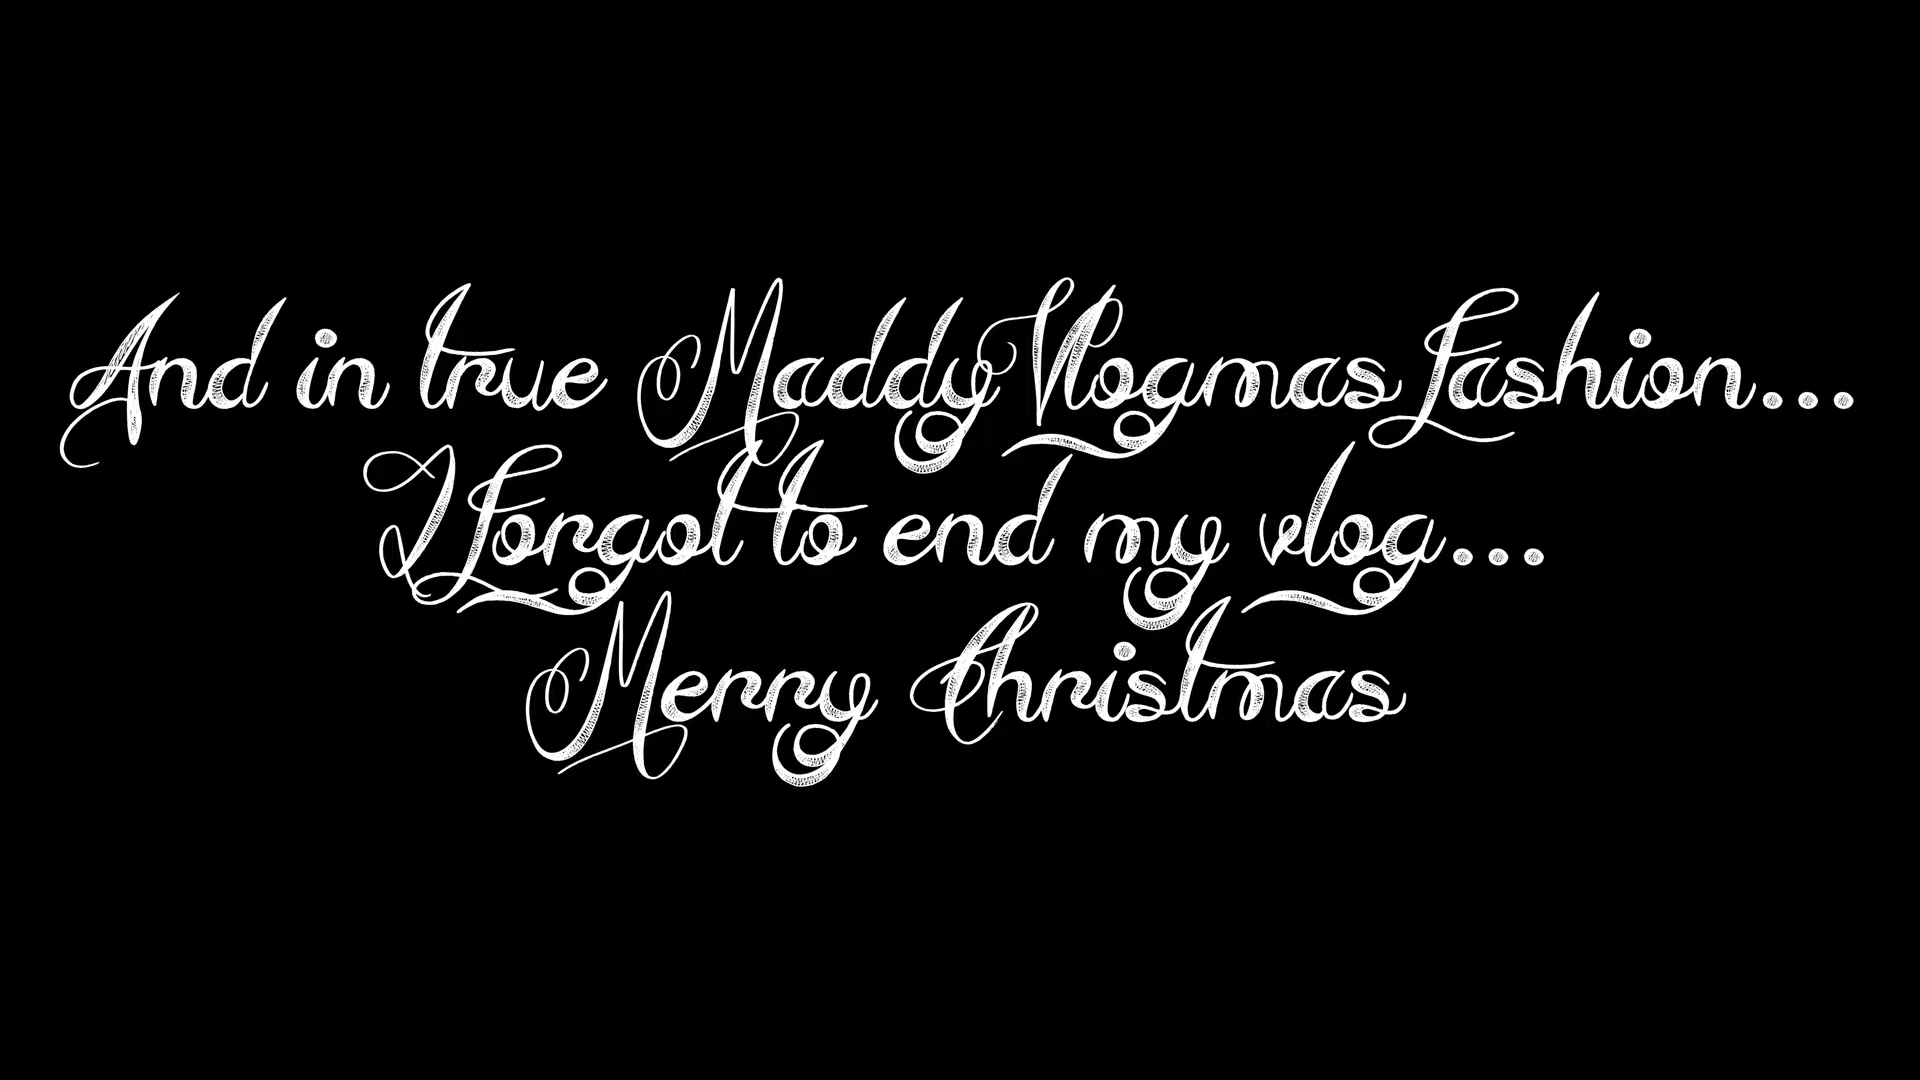 And in true Maddy Vlogmas fashion...
I forgot to end my vlog...
Merry Christmas